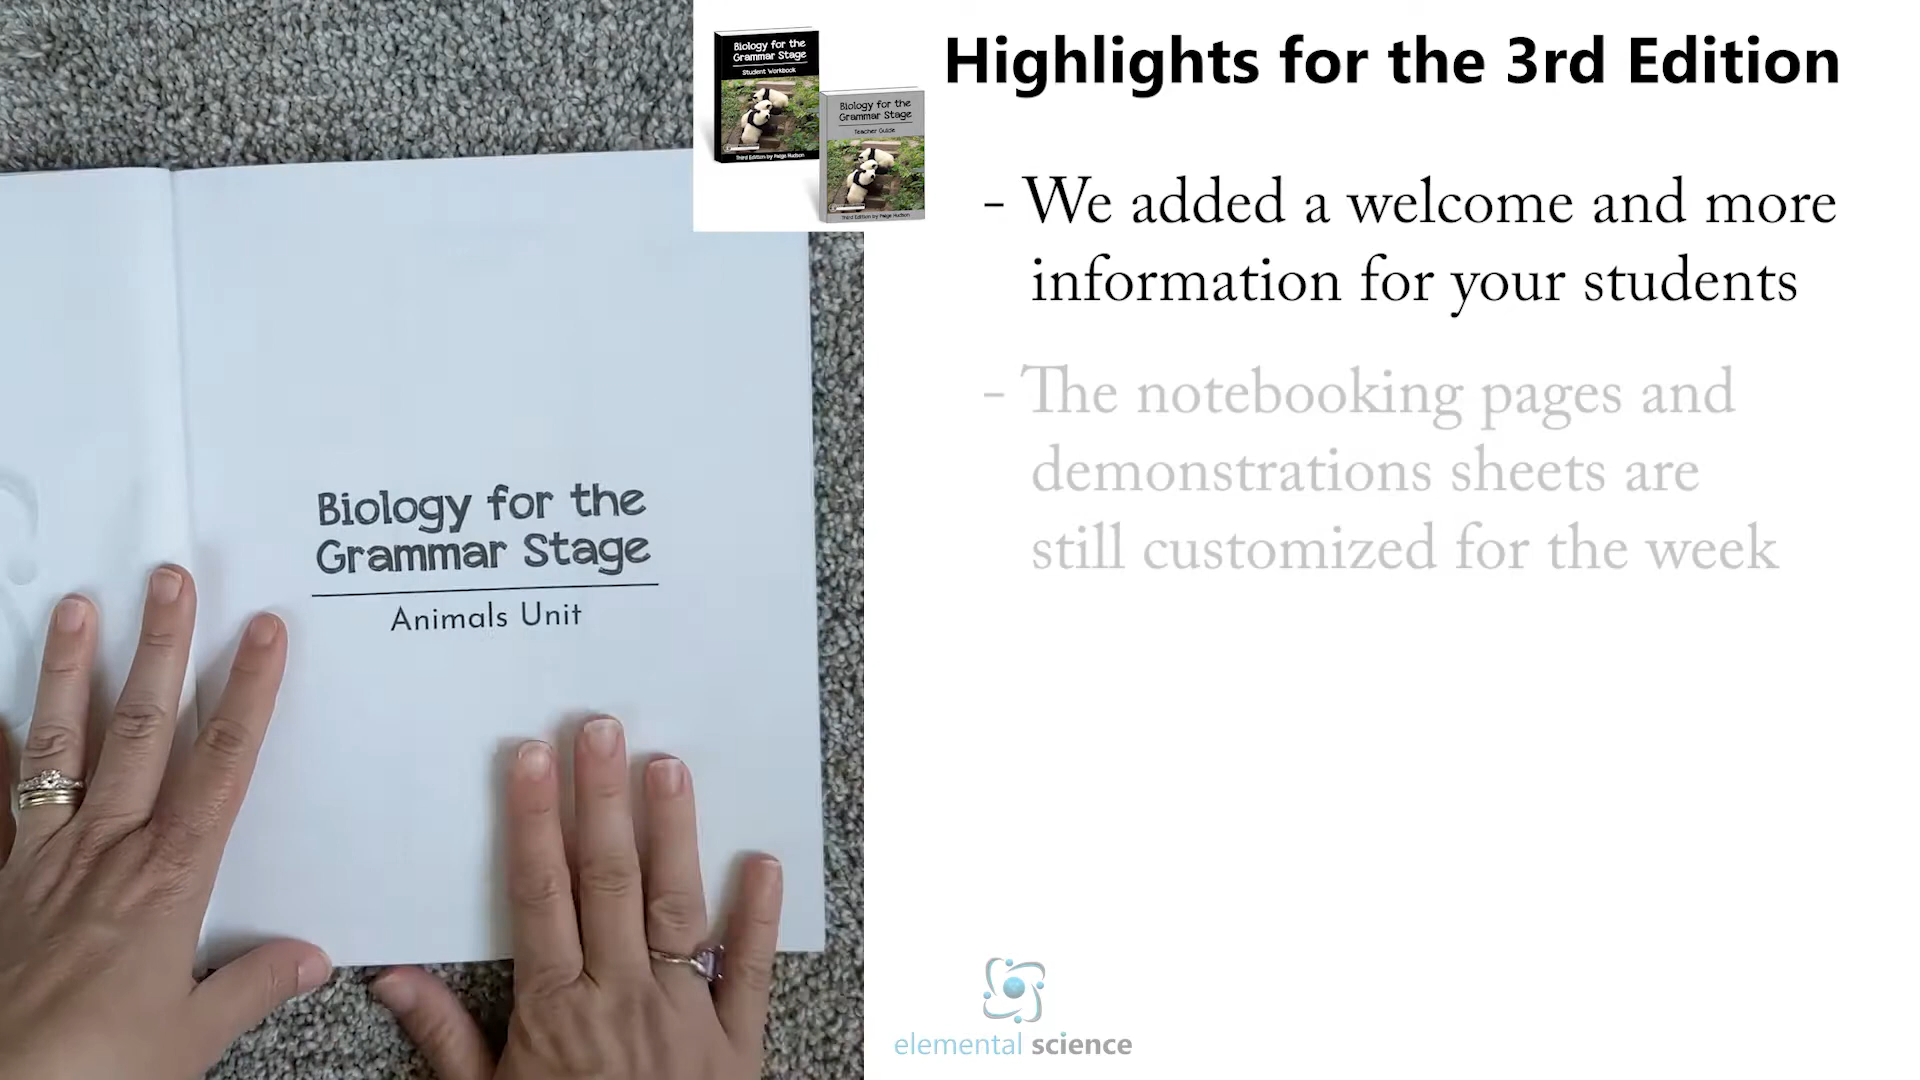 Biology for the
Grammar Stage
Student Workbook
Third Edition by Paige Hudson
Biology for the
Grammar Stage
Teacher Guide
Third Edition by Paige Hudson
Highlights for the 3rd Edition
- We added a welcome and more
information for your students
- The notebooking pages and
demonstrations sheets are
still customized for the week
Biology for the
Grammar Stage
Animals Unit
elemental science